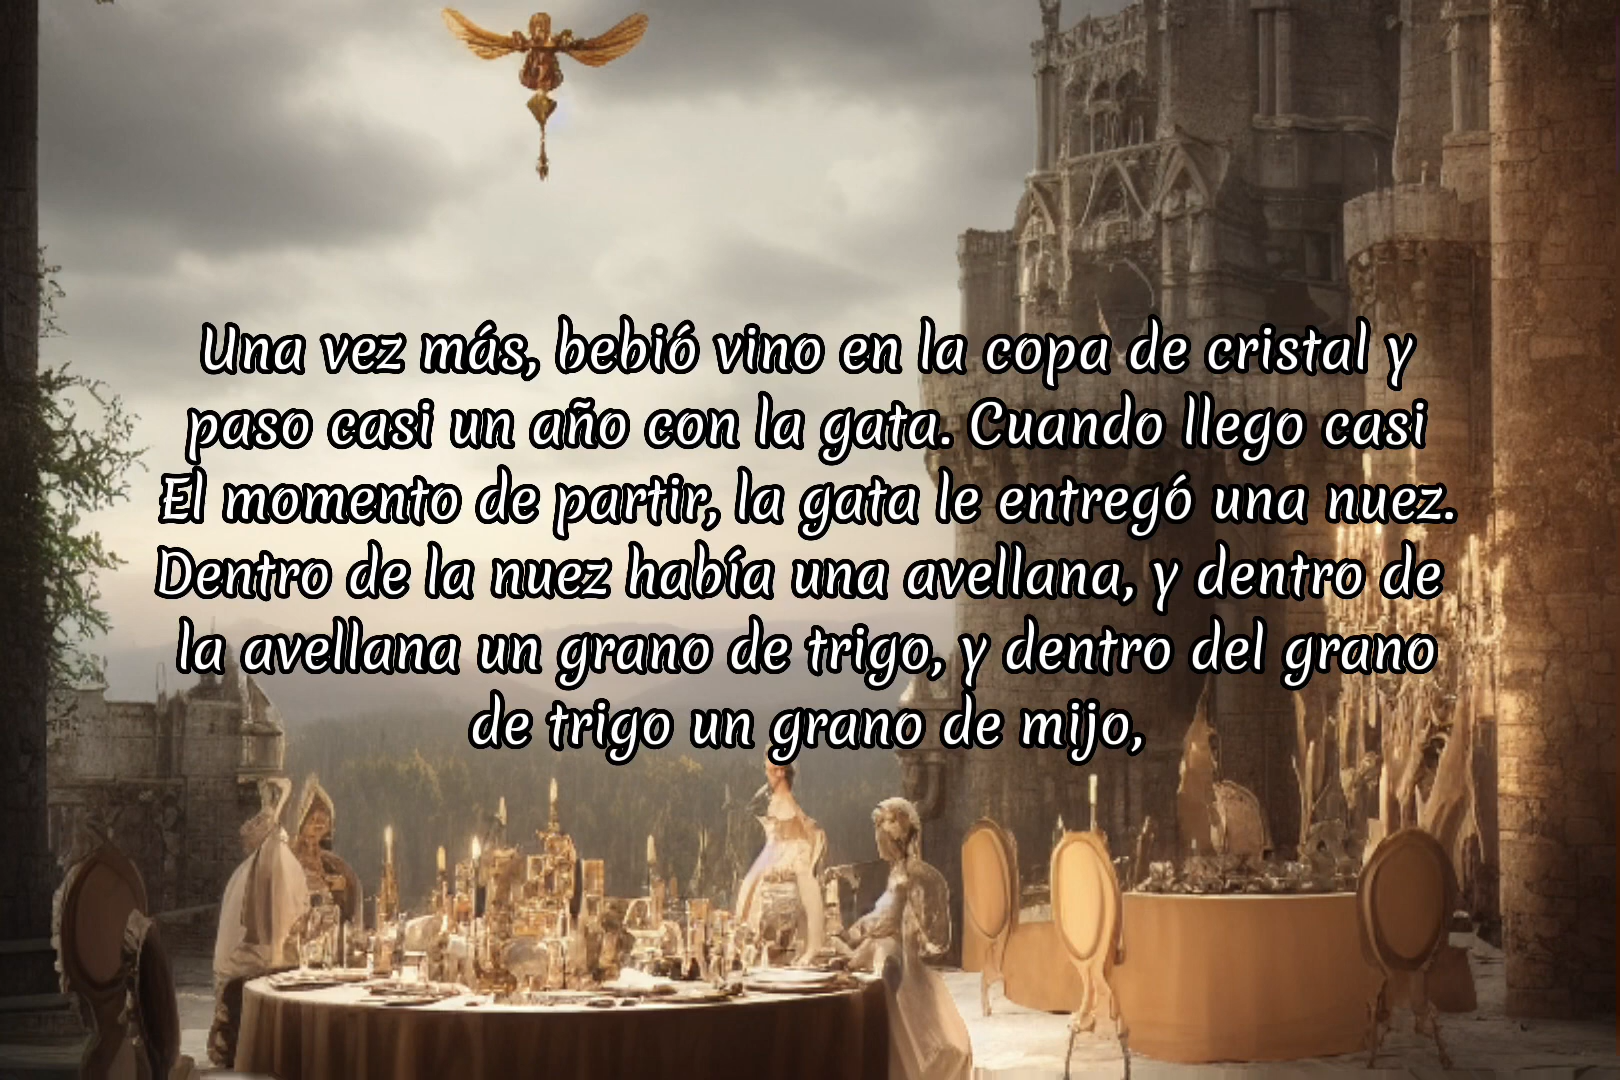 Una vez más, bebió vino en la copa de cristal y
paso casi un año con la gata. Cuando llego casi
El momento de partir, la gata le entregó una nuez.
Dentro de la nuez había una avellana, y dentro de
la avellana un grano de trigo, y dentro del grano
de trigo un grano de mijo,